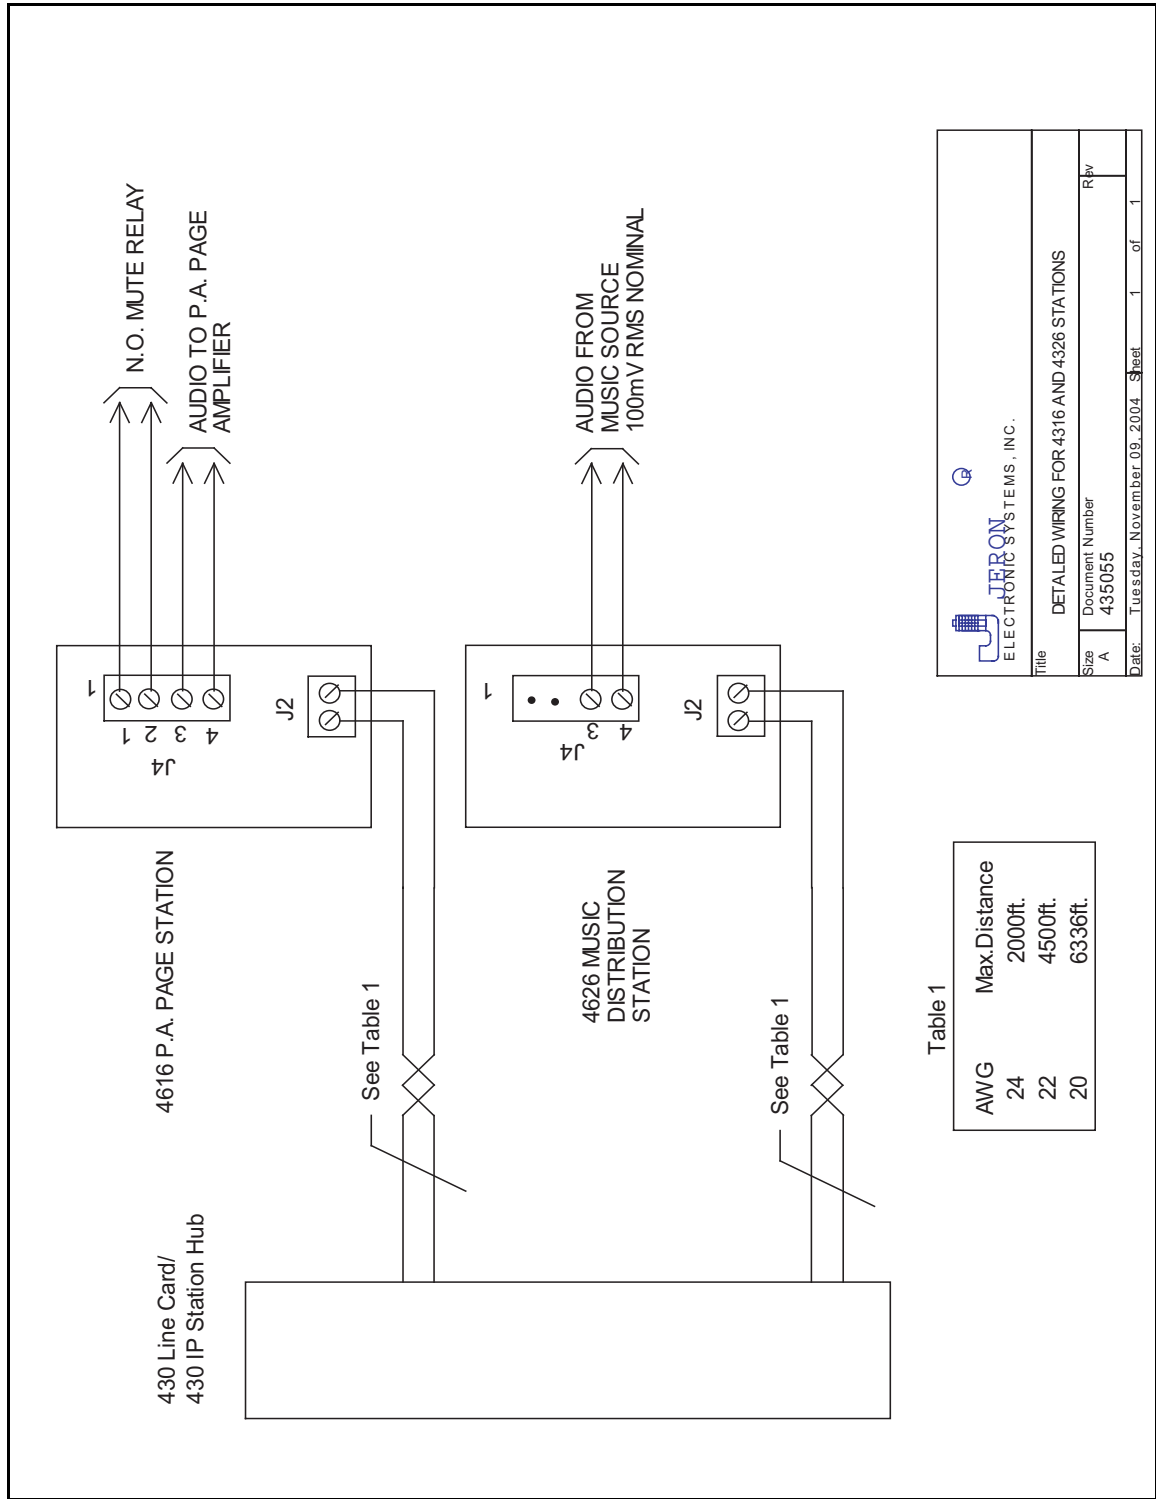 430 Line Card/
430 IP Station Hub
4616 P.A. PAGE STATION
See Table 1
J4
1
1
2
3
4
J2
N.O. MUTE RELAY
AUDIO TO P.A. PAGE
AMPLIFIER
4626 MUSIC
DISTRIBUTION
STATION
See Table 1
J4
1
3
4
J2
AUDIO FROM
MUSIC SOURCE
100mV RMS NOMINAL
Table 1
AWG Max.Distance
24 2000ft.
22 4500ft.
20 6336ft.
J JERON R
ELECTRONIC SYSTEMS, INC.
Title
DETAILED WIRING FOR 4316 AND 4326 STATIONS
Size Document Number Rev
A 435055
Date: Tuesday, November 09, 2004 Sheet 1 of 1